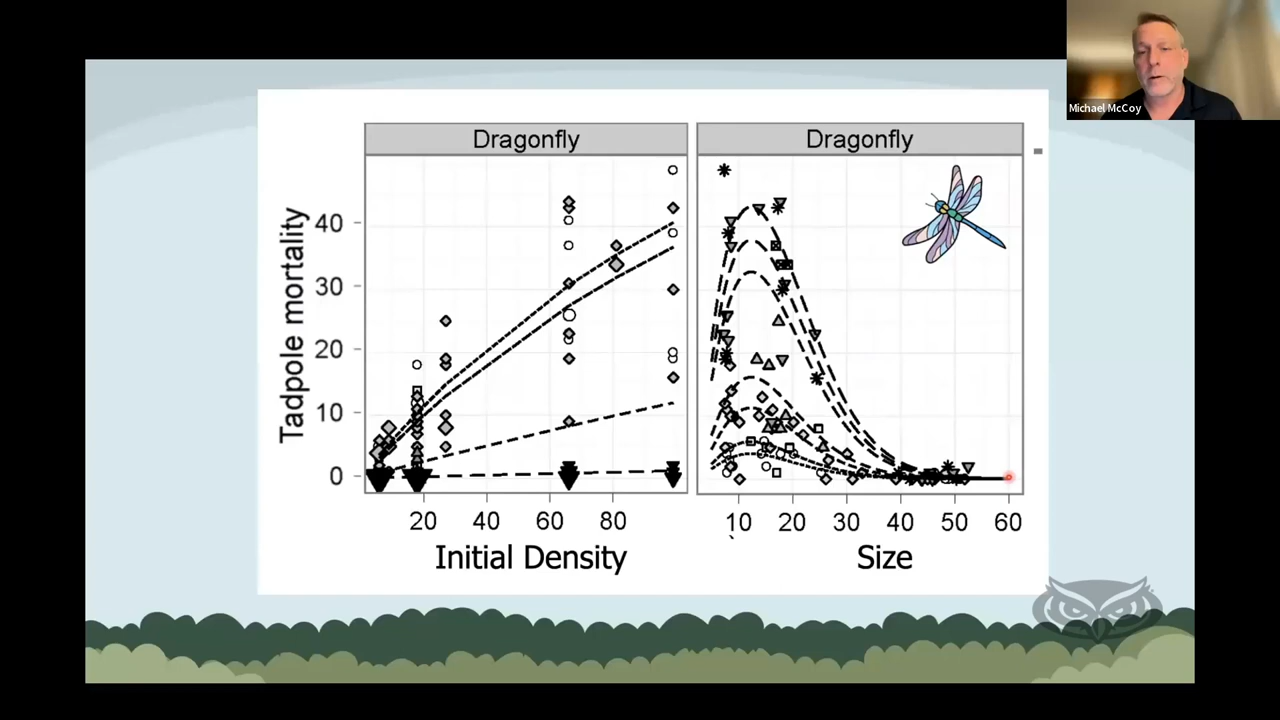 Michael McCoy
Dragonfly
Dragonfly
Tadpole mortality
40
30
20
10
0
20 40 60 80
10 20 30 40 50 60
Initial Density
Size